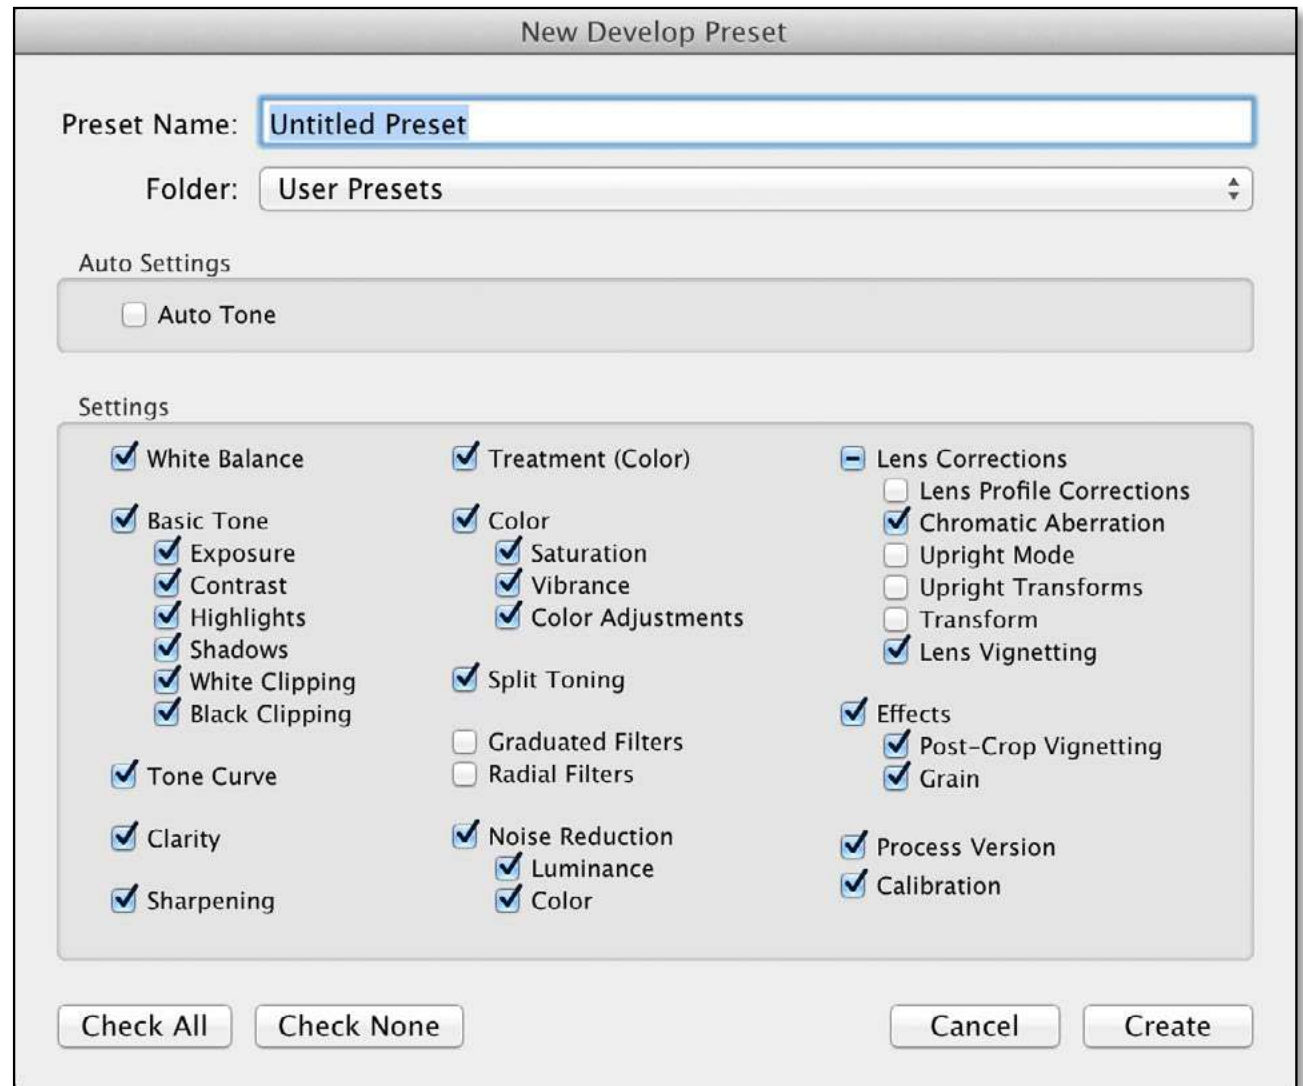 New Develop Preset
Preset Name: Untitled Preset
Folder: User Presets
Auto Settings
Auto Tone
Settings
White Balance
Basic Tone
Exposure
Contrast
Highlights
Shadows
White Clipping
Black Clipping
Tone Curve
Clarity
Sharpening
Treatment (Color)
Color
Saturation
Vibrance
Color Adjustments
Split Toning
Graduated Filters
Radial Filters
Noise Reduction
Luminance
Color
Lens Corrections
Lens Profile Corrections
Chromatic Aberration
Upright Mode
Upright Transforms
Transform
Lens Vignetting
Effects
Post-Crop Vignetting
Grain
Process Version
Calibration
Check All
Check None
Cancel
Create